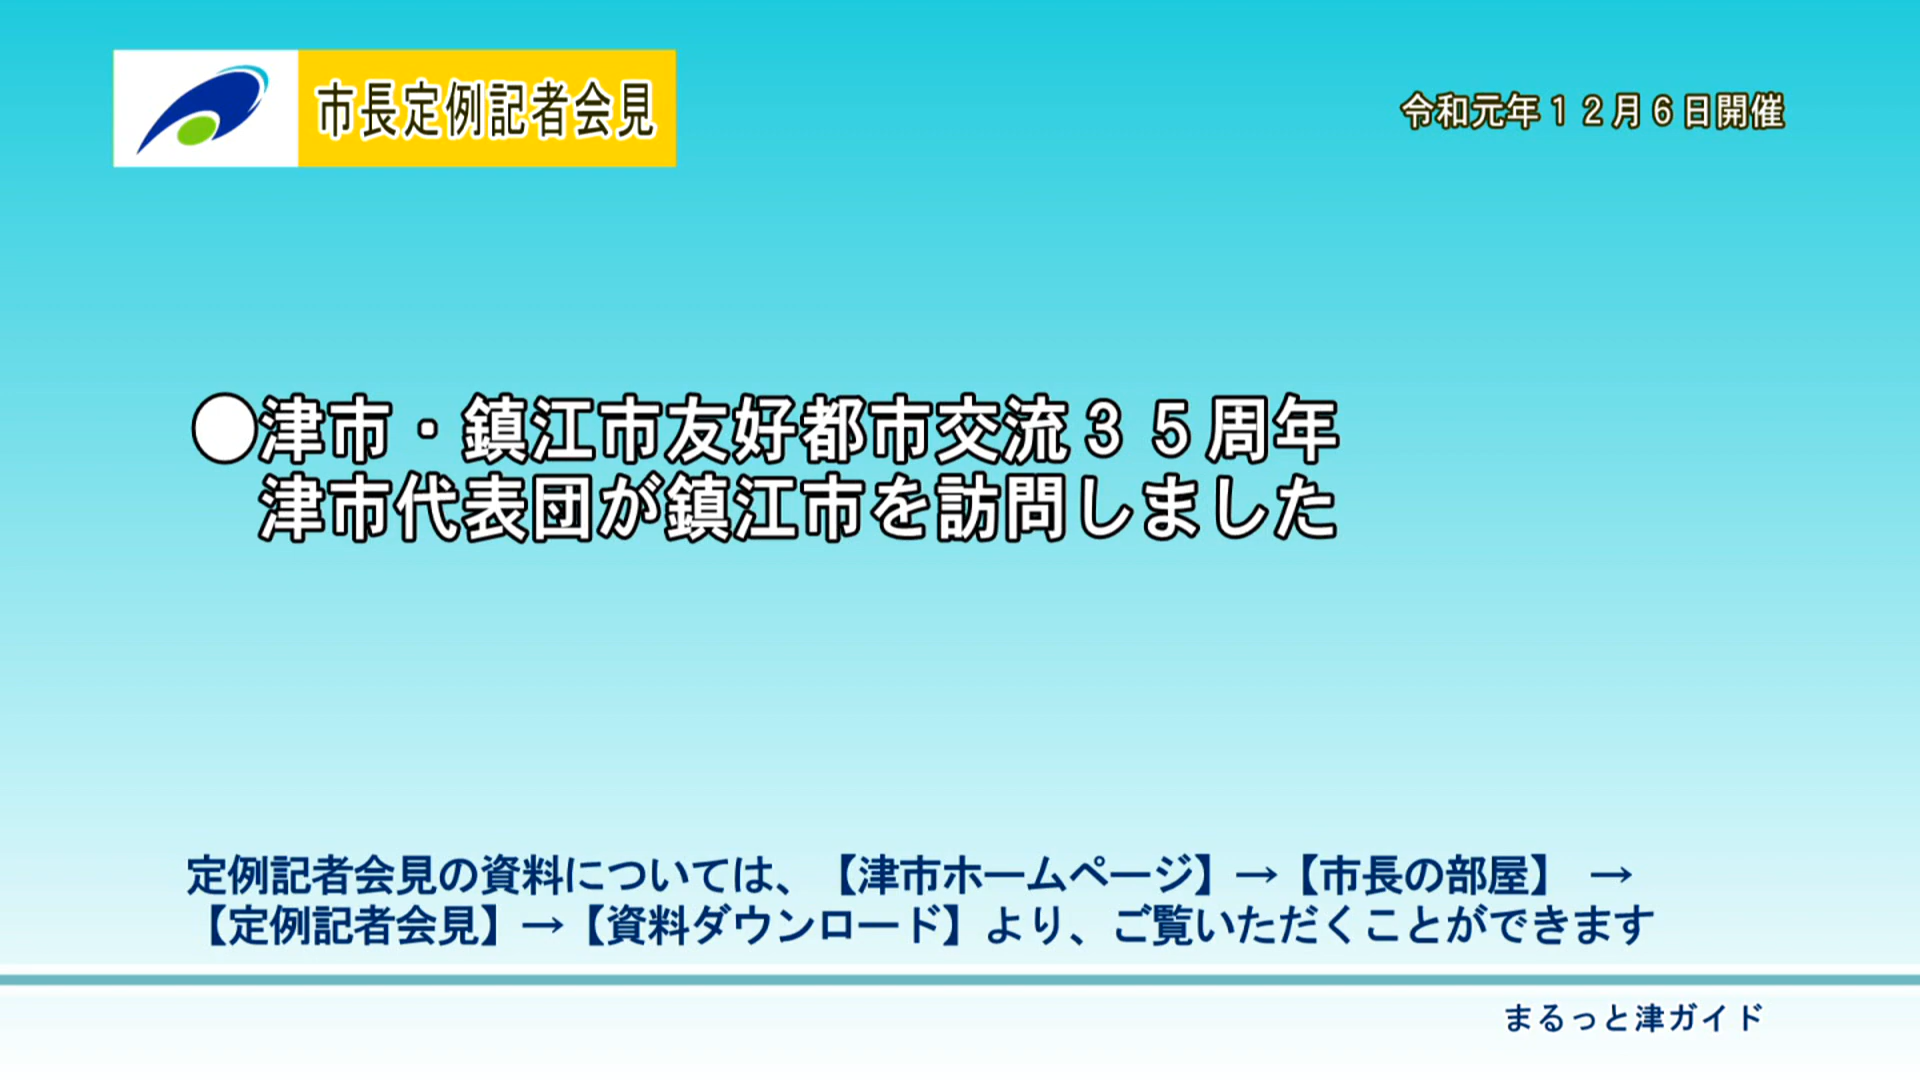 市長定例記者会見
令和元年１２月６日開催
●津市・鎮江市友好都市交流３５周年
津市代表団が鎮江市を訪問しました
定例記者会見の資料については、【津市ホームページ】→【市長の部屋】 →
【定例記者会見】→【資料ダウンロード】より、ご覧いただくことができます
まるっと津ガイド